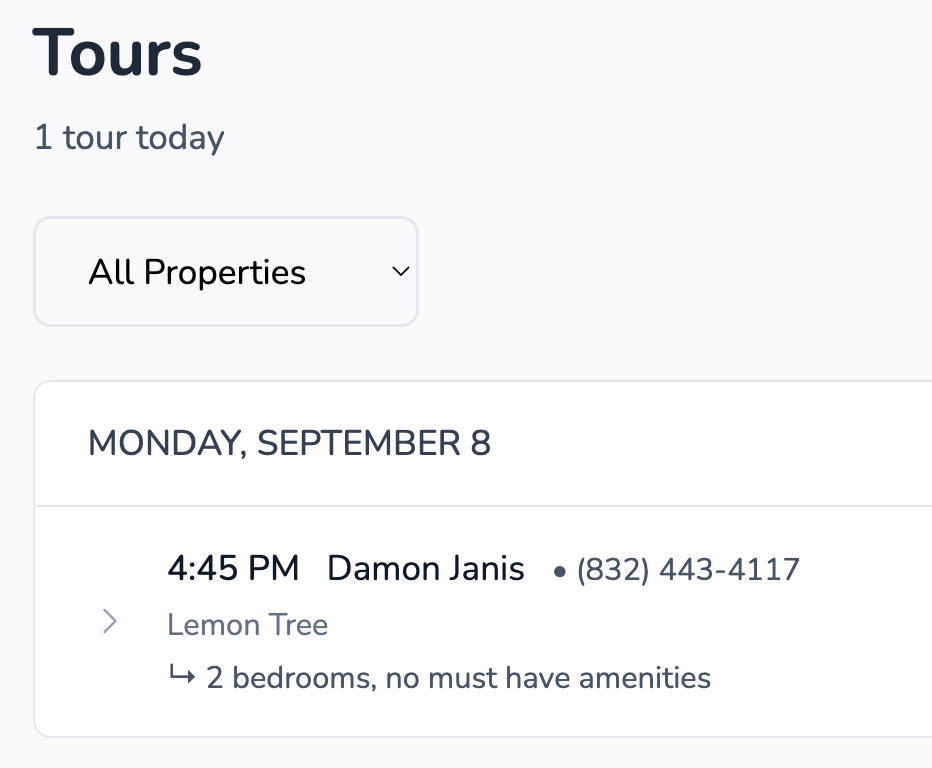 Tours
1 tour today
All Properties
MONDAY, SEPTEMBER 8
4:45 PM Damon Janis • (832) 443-4117
Lemon Tree
↳ 2 bedrooms, no must have amenities